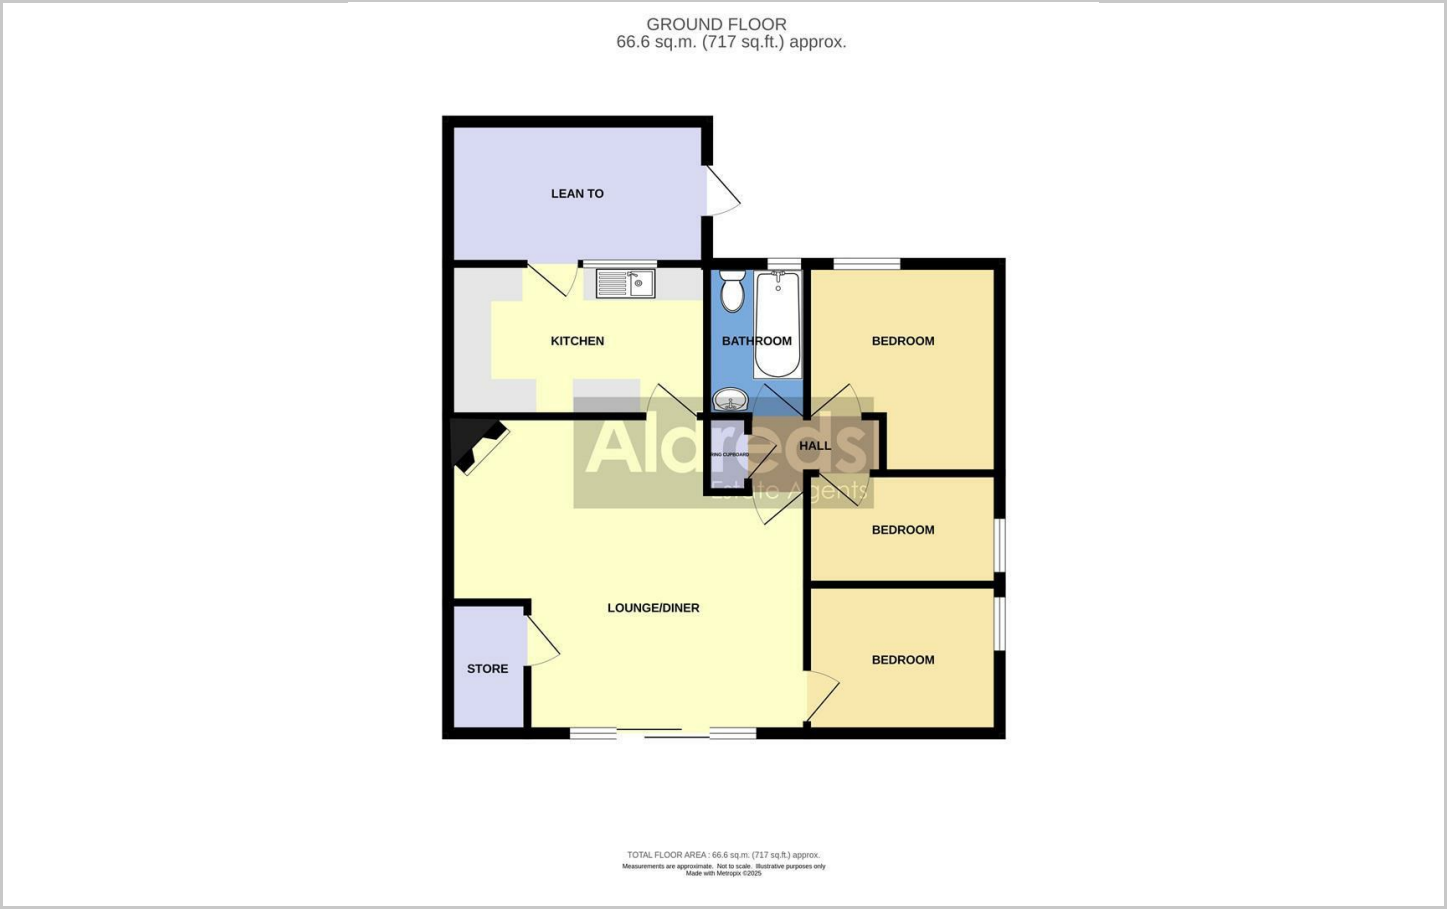 GROUND FLOOR
66.6 sq.m. (717 sq.ft.) approx.
LEAN TO
KITCHEN
BATHROOM
BEDROOM
HALL
RING CUPBOARD
Aldreds
Estate Agents
BEDROOM
LOUNGE/DINER
BEDROOM
STORE
TOTAL FLOOR AREA : 66.6 sq.m. (717 sq.ft.) approx.
Measurements are approximate. Not to scale. Illustrative purposes only
Made with Metropix ©2025